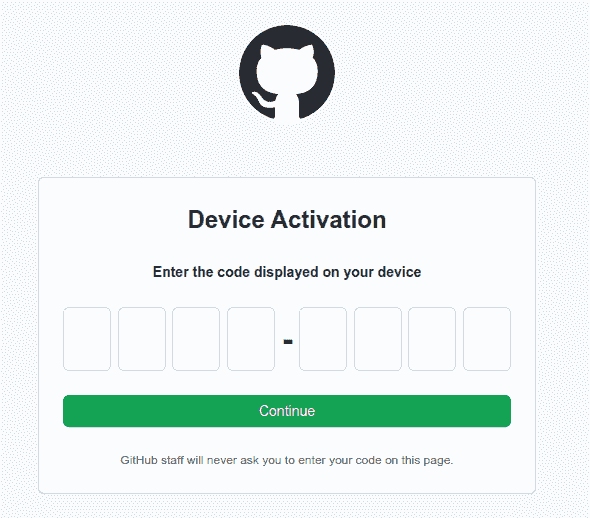 Device Activation
Enter the code displayed on your device
-
Continue
GitHub staff will never ask you to enter your code on this page.